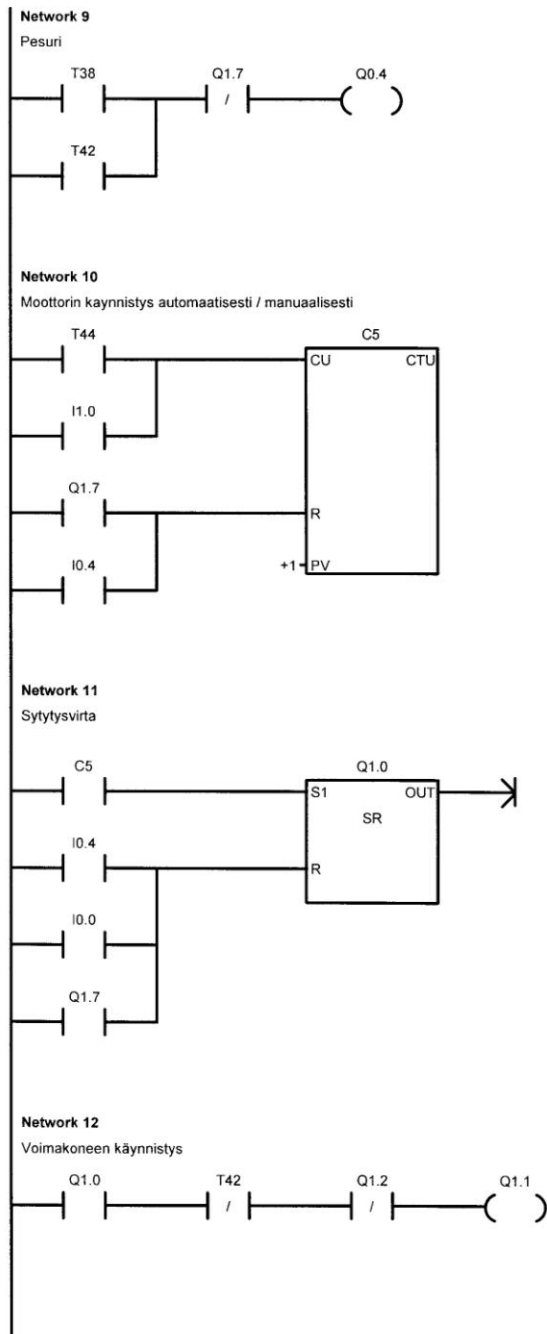 Network 9
Pesuri
T38 Q1.7 Q0.4
/
T42
Network 10
Moottorin kaynnistys automaatisesti / manuaalisesti
T44 C5
CU CTU
I1.0
Q1.7
R
I0.4
+1 PV
Network 11
Sytytysvirta
C5 Q1.0
S1 OUT
SR
I0.4
R
I0.0
Q1.7
Network 12
Voimakoneen käynnistys
Q1.0 T42 Q1.2 Q1.1
/ /